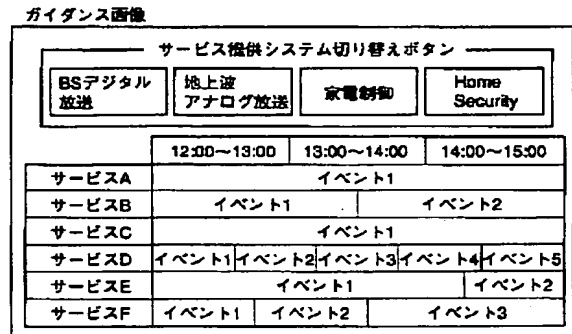 ガイダンス画像
サービス提供システム切り替えボタン
BSデジタル
放送
地上波
アナログ放送
家電制御
Home
Security
12:00～13:00 13:00～14:00 14:00～15:00
サービスA イベント1
サービスB イベント1 イベント2
サービスC イベント1
サービスD イベント1 イベント2 イベント3 イベント4 イベント5
サービスE イベント1 イベント2
サービスF イベント1 イベント2 イベント3